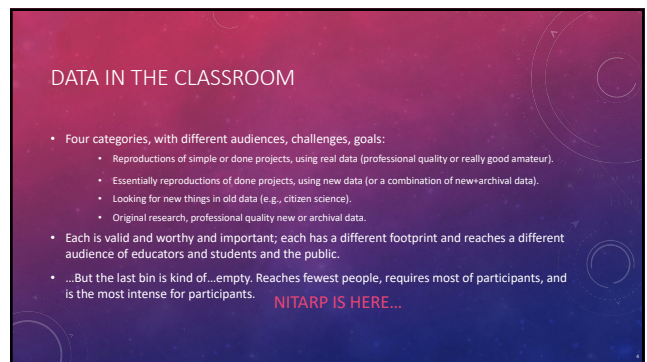 DATA IN THE CLASSROOM
• Four categories, with different audiences, challenges, goals:
• Reproductions of simple or done projects, using real data (professional quality or really good amateur).
• Essentially reproductions of done projects, using new data (or a combination of new+archival data).
• Looking for new things in old data (e.g., citizen science).
• Original research, professional quality new or archival data.
• Each is valid and worthy and important; each has a different footprint and reaches a different
audience of educators and students and the public.
• …But the last bin is kind of…empty. Reaches fewest people, requires most of participants, and
is the most intense for participants.
NITARP IS HERE…
4